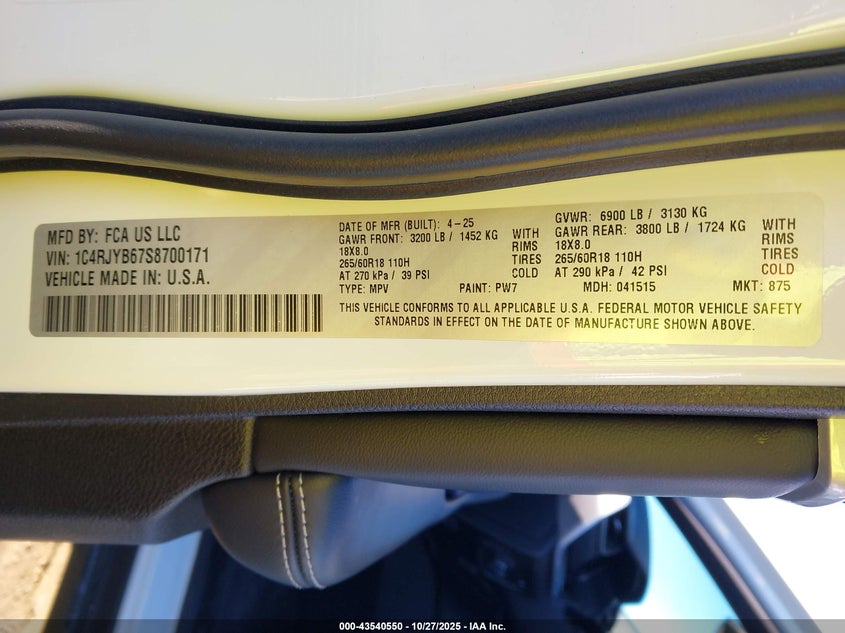 MFD BY: FCA US LLC
VIN: 1C4RJYB67S8700171
VEHICLE MADE IN: U.S.A.
DATE OF MFR (BUILT): 4-25
GAWR FRONT: 3200 LB / 1452 KG WITH
18X8.0 RIMS
265/60R18 110H TIRES
AT 270 kPa / 39 PSI COLD
GVWR: 6900 LB / 3130 KG
GAWR REAR: 3800 LB / 1724 KG WITH
18X8.0 RIMS
265/60R18 110H TIRES
AT 290 kPa / 42 PSI COLD
TYPE: MPV PAINT: PW7 MDH: 041515 MKT: 875
THIS VEHICLE CONFORMS TO ALL APPLICABLE U.S.A. FEDERAL MOTOR VEHICLE SAFETY
STANDARDS IN EFFECT ON THE DATE OF MANUFACTURE SHOWN ABOVE.
000-43540550 • 10/27/2025 • IAA Inc.